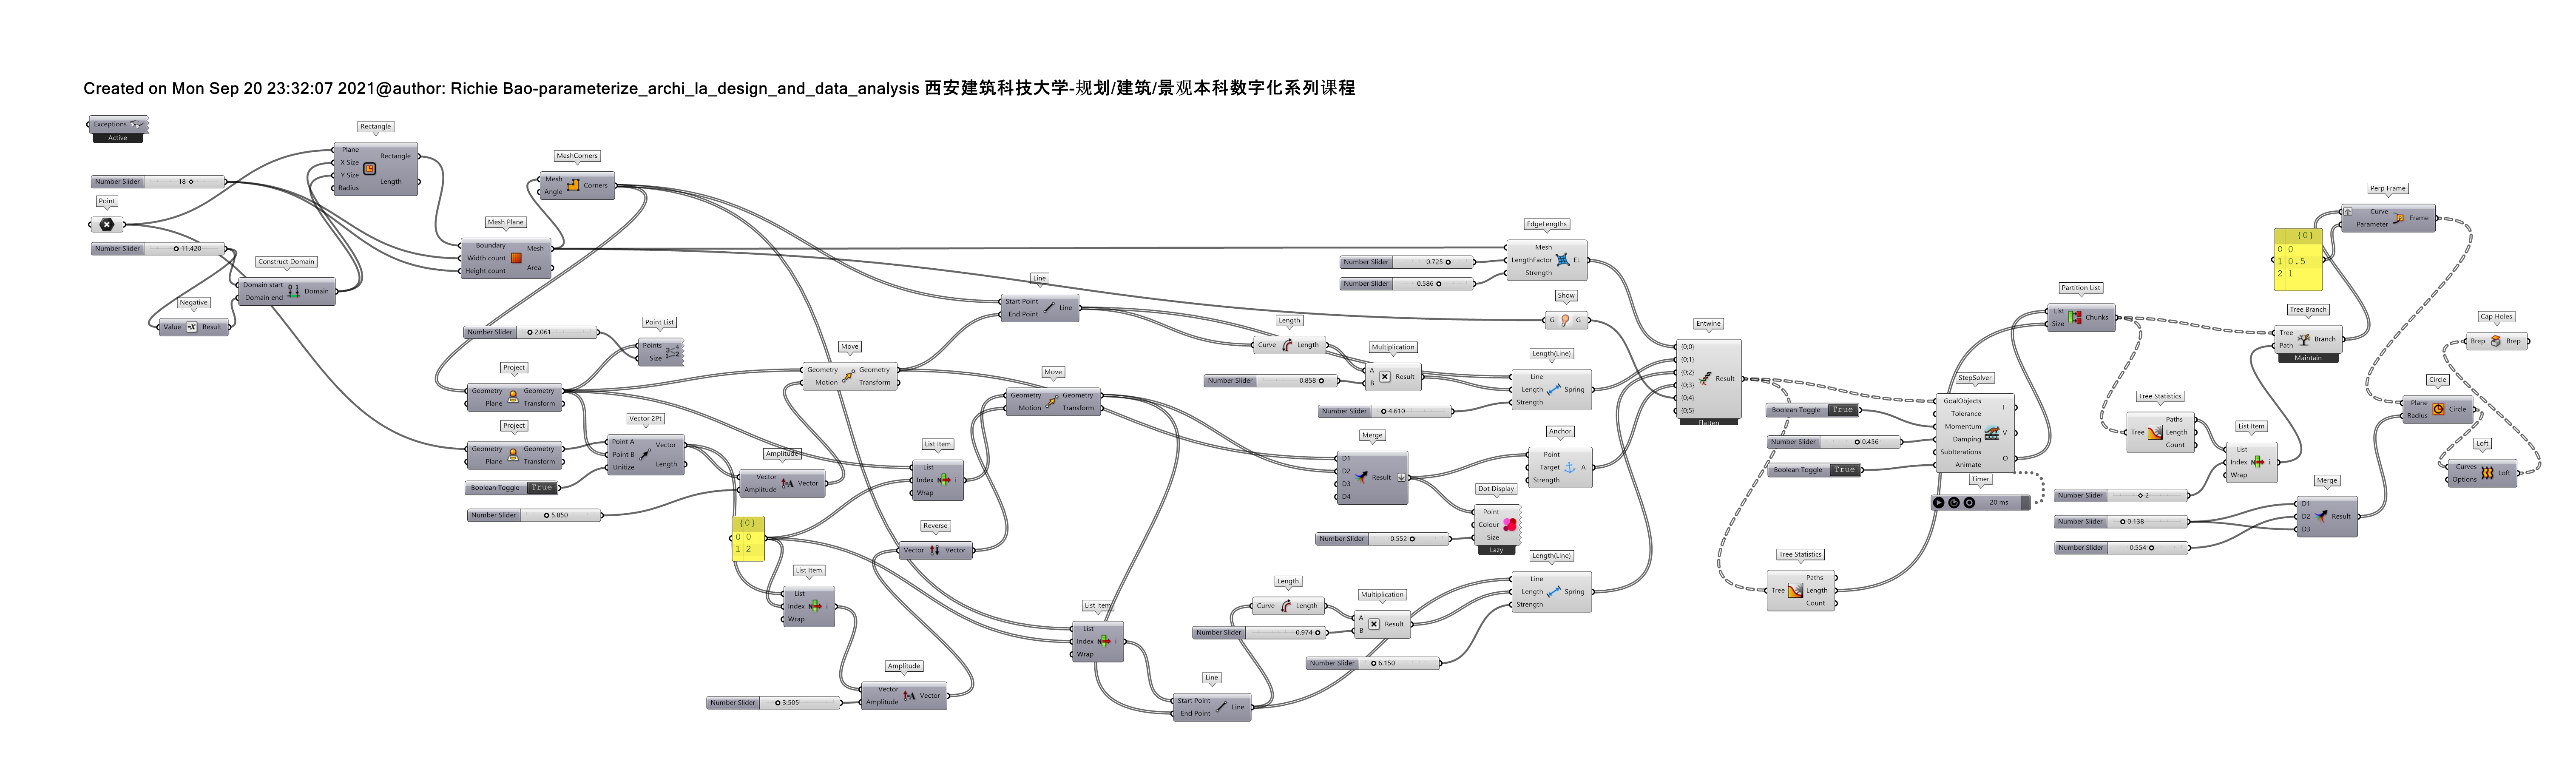 Created on Mon Sep 20 23:32:07 2021@author: Richie Bao-parameterize_archi_la_design_and_data_analysis 西安建筑科技大学-规划/建筑/景观本科数字化系列课程
Exceptions
Active
Number Slider 18
Point
Number Slider 11.420
Negative
Value Result
Construct Domain
Domain start
Domain end
Domain
Rectangle
Plane
X Size
Y Size
Radius
Rectangle
Length
Mesh Plane
Boundary
Width count
Height count
Mesh
Area
MeshCorners
Mesh
Angle
Corners
Number Slider 2.061
Point List
Points
Size
Project
Geometry
Plane
Geometry
Transform
Project
Geometry
Plane
Geometry
Transform
Boolean Toggle True
Number Slider 5.850
Vector 2Pt
Point A
Point B
Unitize
Vector
Length
Amplitude
Vector
Amplitude
Vector
{0}
0 0
1 2
Move
Geometry
Motion
Geometry
Transform
List Item
List
Index
Wrap
i
Reverse
Vector Vector
List Item
List
Index
Wrap
i
Amplitude
Vector
Amplitude
Vector
Number Slider 3.505
Line
Start Point
End Point
Line
Move
Geometry
Motion
Geometry
Transform
List Item
List
Index
Wrap
i
Line
Start Point
End Point
Line
EdgeLengths
Mesh
LengthFactor
Strength
EL
Number Slider 0.725
Number Slider 0.586
Show
G G
Length
Curve Length
Number Slider 0.858
Multiplication
A
B
Result
Number Slider 4.610
Length(Line)
Line
Length
Strength
Spring
Merge
D1
D2
D3
D4
Result
Anchor
Point
Target
Strength
A
Dot Display
Point
Colour
Size
Lazy
Number Slider 0.552
Length
Curve Length
Number Slider 0.974
Multiplication
A
B
Result
Number Slider 6.150
Length(Line)
Line
Length
Strength
Spring
Entwine
{0;0}
{0;1}
{0;2}
{0;3}
{0;4}
{0;5}
Result
Flatten
Boolean Toggle True
Number Slider 0.456
Boolean Toggle True
StepSolver
GoalObjects
Tolerance
Momentum
Damping
SubIterations
Animate
I
V
O
Timer
20 ms
Tree Statistics
Tree
Paths
Length
Count
Partition List
List
Size
Chunks
Tree Statistics
Tree
Paths
Length
Count
List Item
List
Index
Wrap
i
Number Slider 2
Number Slider 0.138
Number Slider 0.554
Merge
D1
D2
D3
Result
Tree Branch
Tree
Path
Branch
Maintain
{0}
0 0
1 0.5
2 1
Perp Frame
Curve
Parameter
Frame
Circle
Plane
Radius
Circle
Cap Holes
Brep Brep
Loft
Curves
Options
Loft